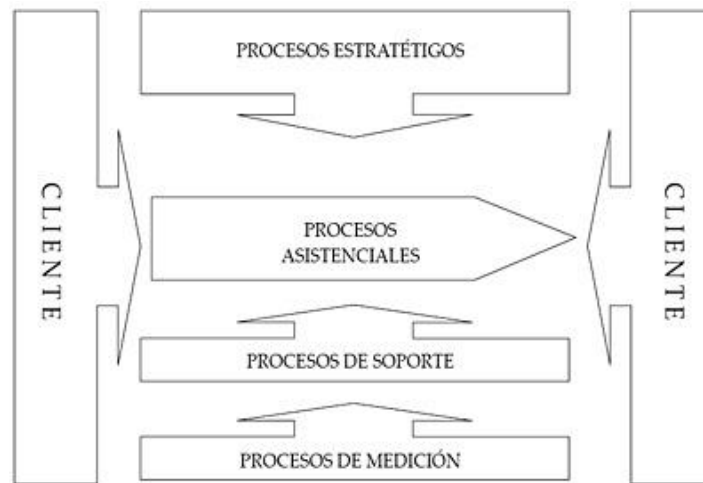 PROCESOS ESTRATÉTIGOS
CLIENTE
PROCESOS
ASISTENCIALES
CLIENTE
PROCESOS DE SOPORTE
PROCESOS DE MEDICIÓN